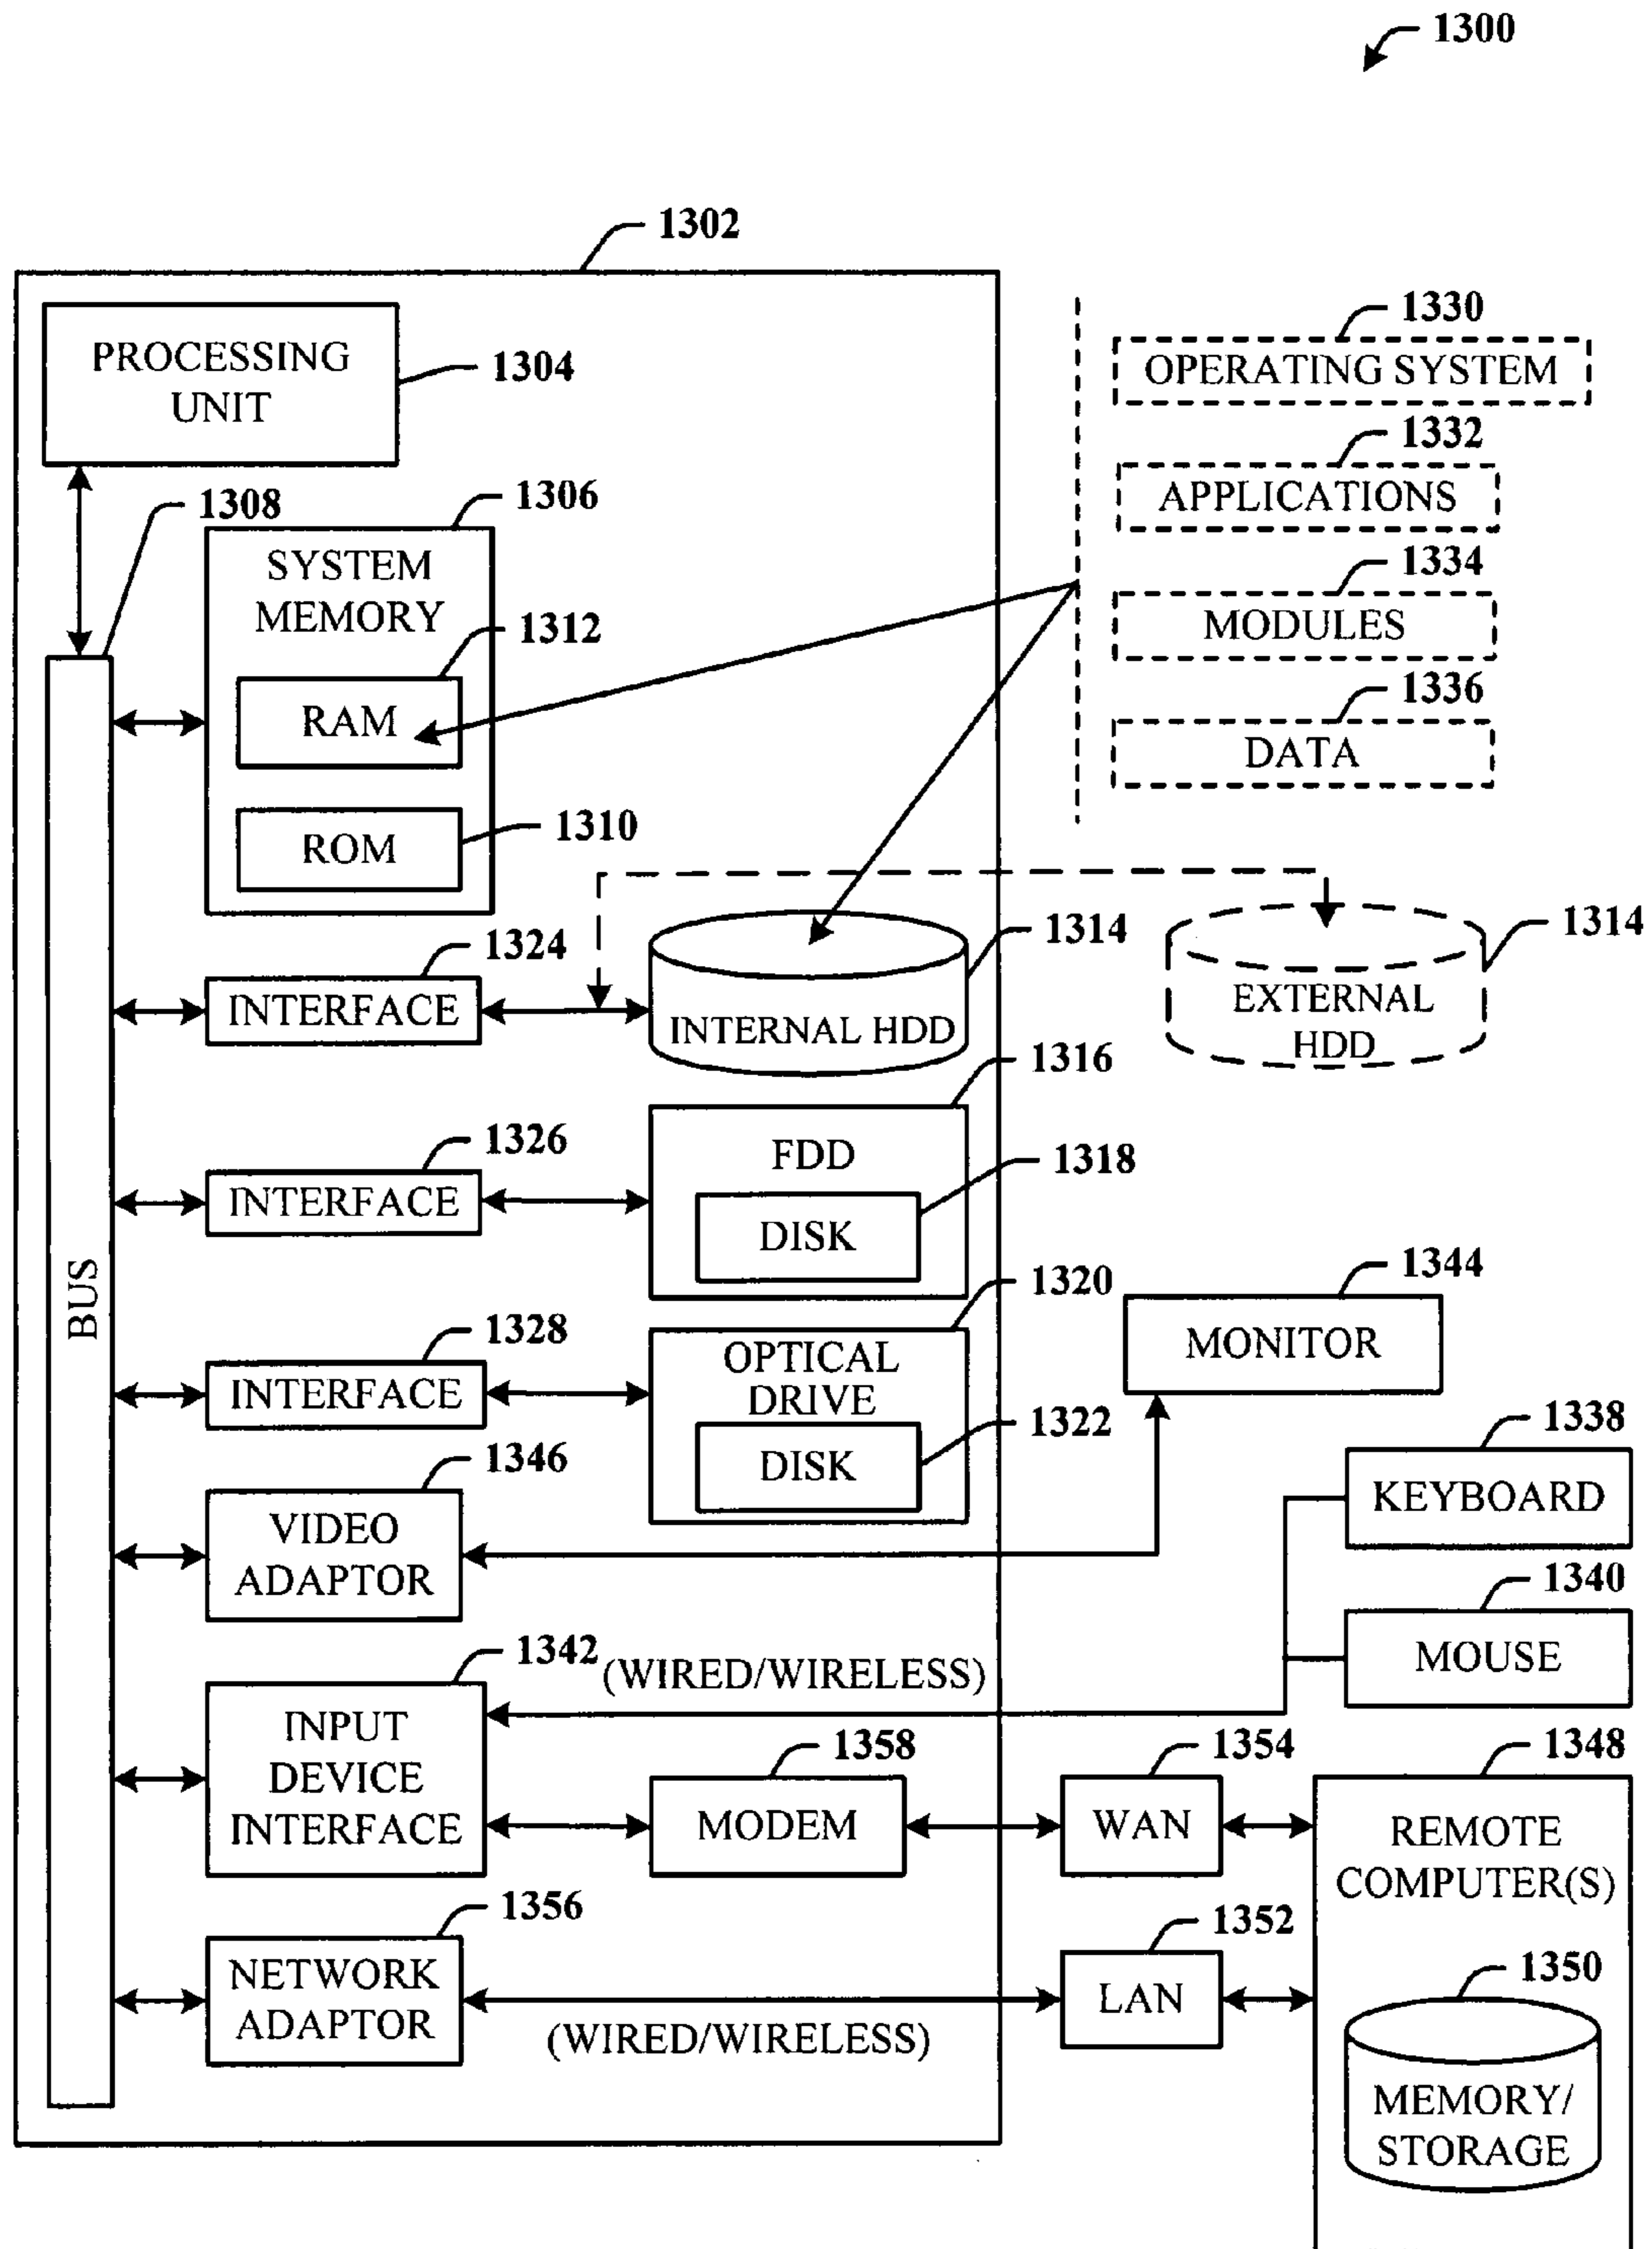 1300
1302
PROCESSING
UNIT
1304
1308
1306
SYSTEM
MEMORY
1312
RAM
1310
ROM
1330
OPERATING SYSTEM
1332
APPLICATIONS
1334
MODULES
1336
DATA
1324
INTERFACE
1314
INTERNAL HDD
1314
EXTERNAL
HDD
1316
1326
INTERFACE
FDD
1318
DISK
BUS
1320
1328
INTERFACE
OPTICAL
DRIVE
1322
DISK
1344
MONITOR
1346
VIDEO
ADAPTOR
1338
KEYBOARD
1340
MOUSE
1342
(WIRED/WIRELESS)
INPUT
DEVICE
INTERFACE
1358
MODEM
1354
WAN
1348
REMOTE
COMPUTER(S)
1356
NETWORK
ADAPTOR
(WIRED/WIRELESS)
1352
LAN
1350
MEMORY/
STORAGE